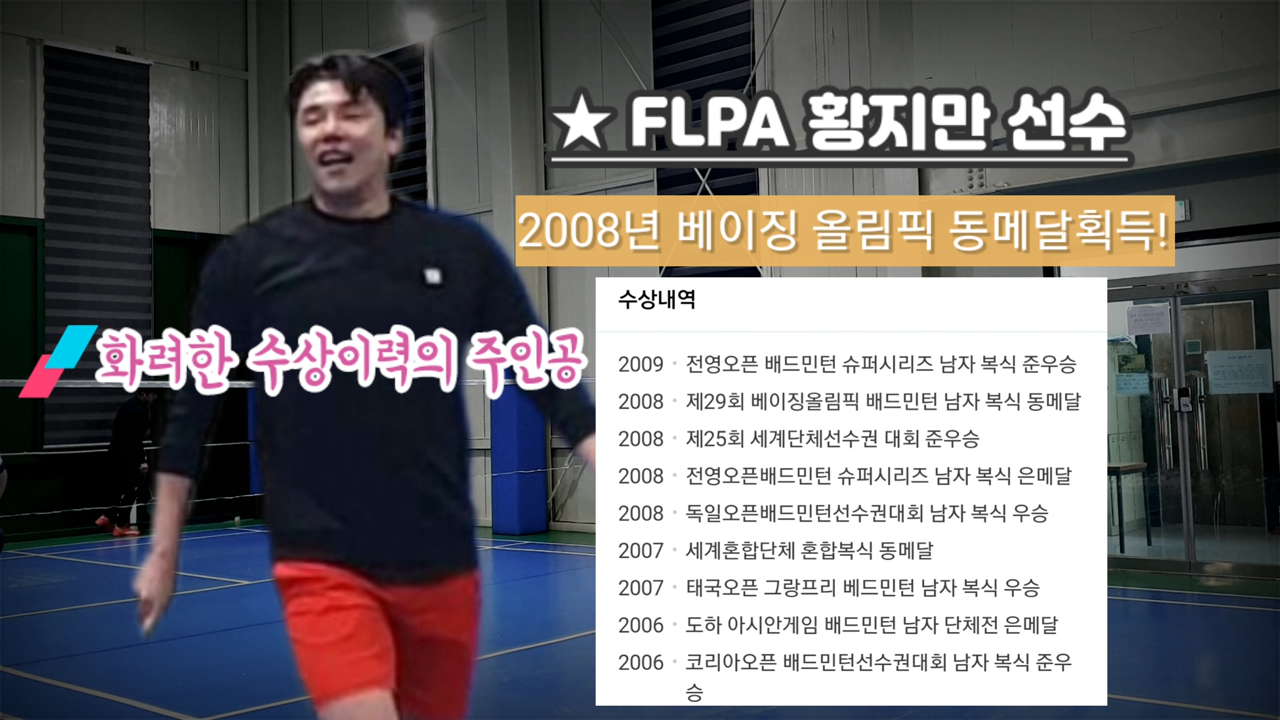 ★ FLPA 황지만 선수
2008년 베이징 올림픽 동메달획득!
화려한 수상이력의 주인공
수상내역
2009 · 전영오픈 배드민턴 슈퍼시리즈 남자 복식 준우승
2008 · 제29회 베이징올림픽 배드민턴 남자 복식 동메달
2008 · 제25회 세계단체선수권 대회 준우승
2008 · 전영오픈배드민턴 슈퍼시리즈 남자 복식 은메달
2008 · 독일오픈배드민턴선수권대회 남자 복식 우승
2007 · 세계혼합단체 혼합복식 동메달
2007 · 태국오픈 그랑프리 베드민턴 남자 복식 우승
2006 · 도하 아시안게임 배드민턴 남자 단체전 은메달
2006 · 코리아오픈 배드민턴선수권대회 남자 복식 준우
승